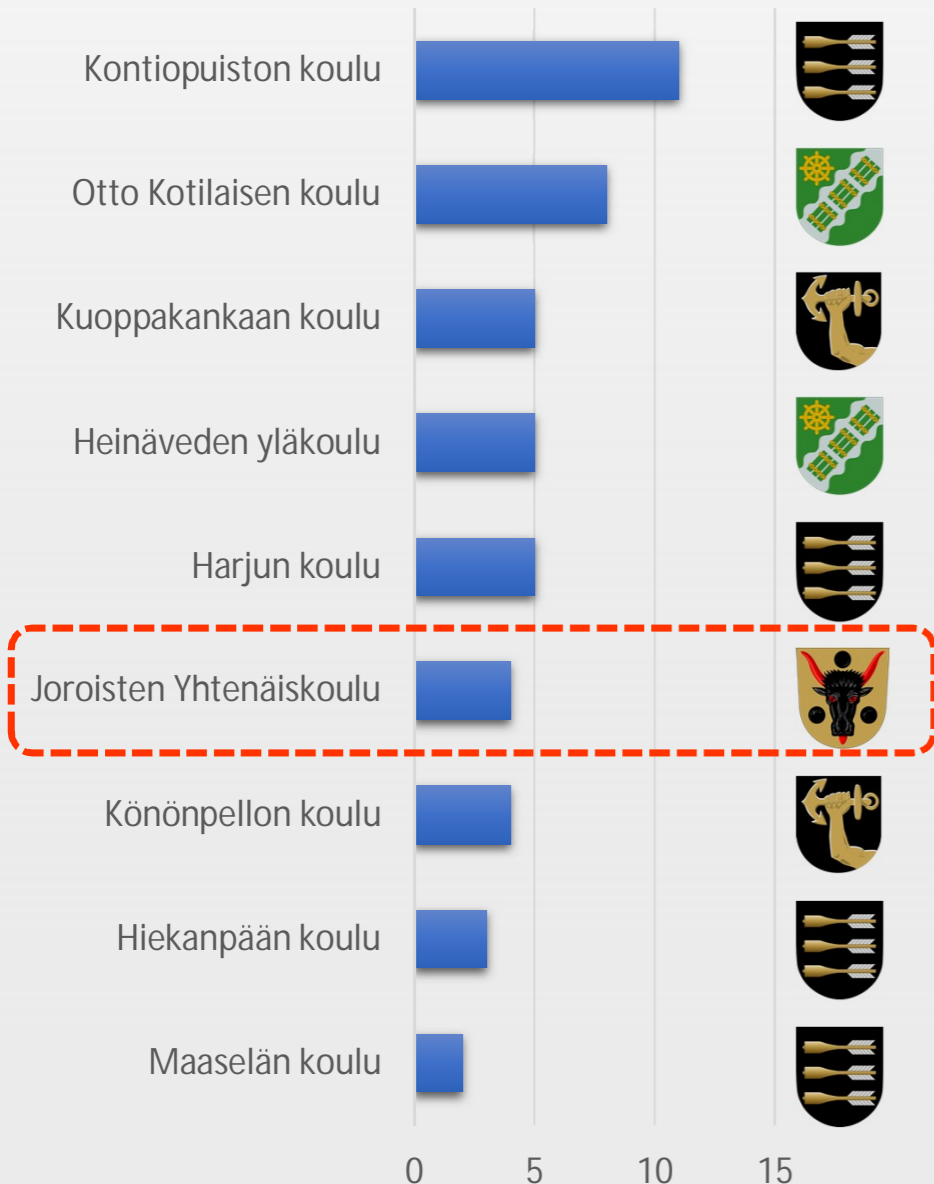 Kontiopuiston koulu
Otto Kotilaisen koulu
Kuoppakankaan koulu
Heinäveden yläkoulu
Harjun koulu
Joroisten Yhtenäiskoulu
Könönpellon koulu
Hiekanpään koulu
Maaselän koulu
0 5 10 15